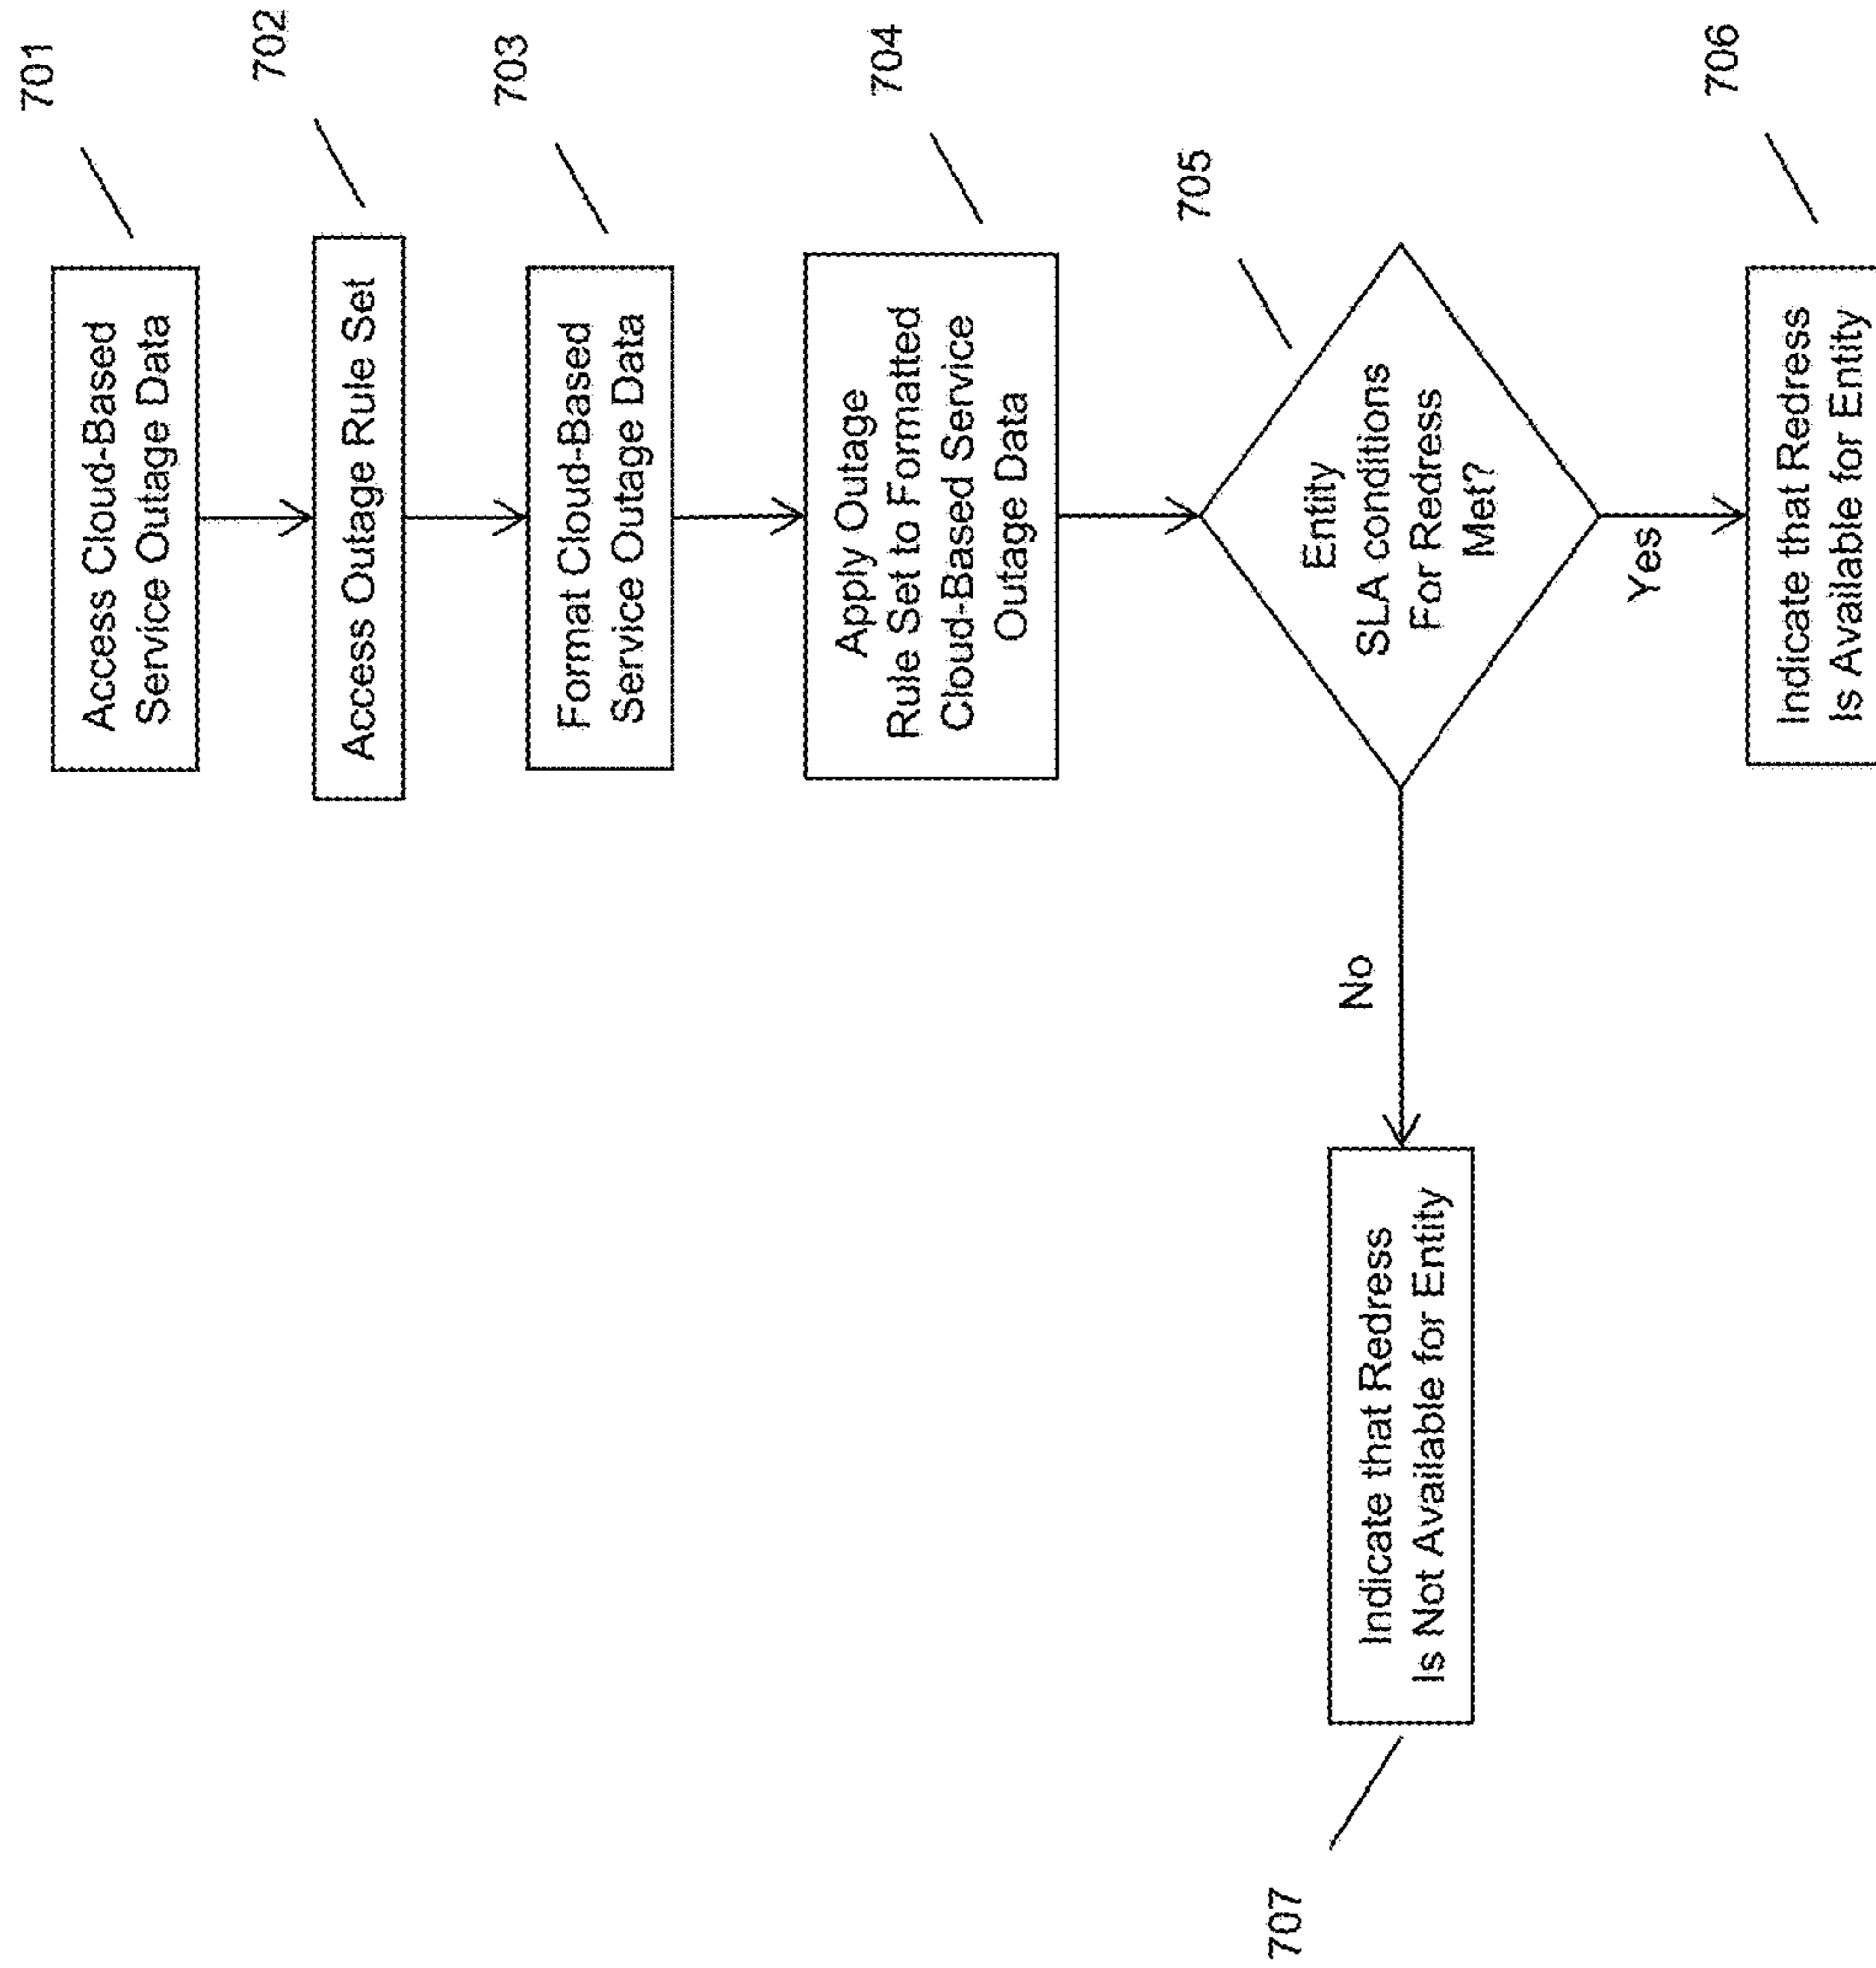 701
Access Cloud-Based
Service Outage Data
702
Access Outage Rule Set
703
Format Cloud-Based
Service Outage Data
704
Apply Outage
Rule Set to Formatted
Cloud-Based Service
Outage Data
705
Entity
SLA conditions
For Redress
Met?
No
Yes
707
Indicate that Redress
Is Not Available for Entity
706
Indicate that Redress
Is Available for Entity